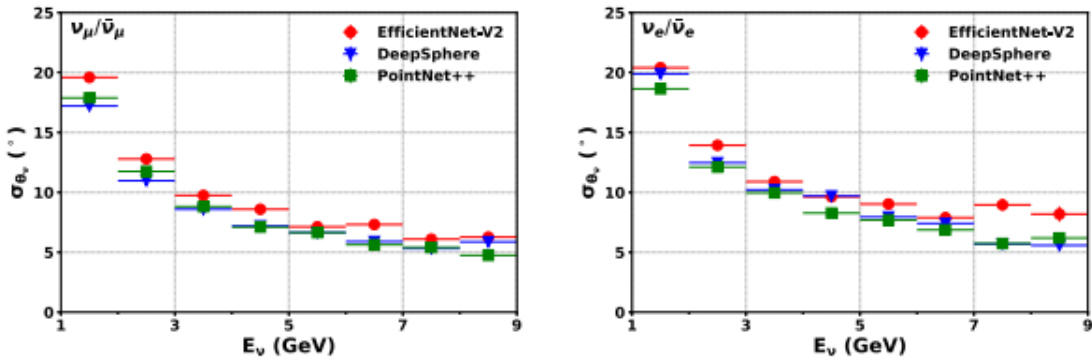 ν_μ/ν̄_μ
EfficientNet-V2
DeepSphere
PointNet++
25
20
15
10
5
0
σ_θ_ν (°)
1 3 5 7 9
E_ν (GeV)
ν_e/ν̄_e
EfficientNet-V2
DeepSphere
PointNet++
25
20
15
10
5
0
σ_θ_ν (°)
1 3 5 7 9
E_ν (GeV)